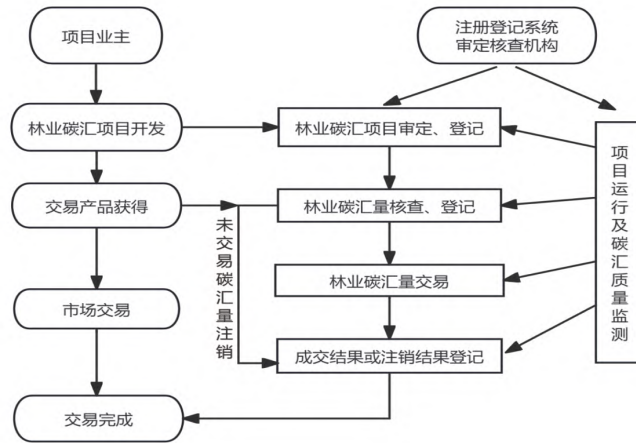 项目业主
注册登记系统
审定核查机构
林业碳汇项目开发
林业碳汇项目审定、登记
交易产品获得
林业碳汇量核查、登记
未交易碳汇量注销
项目运行及碳汇质量监测
林业碳汇量交易
市场交易
成交结果或注销结果登记
交易完成